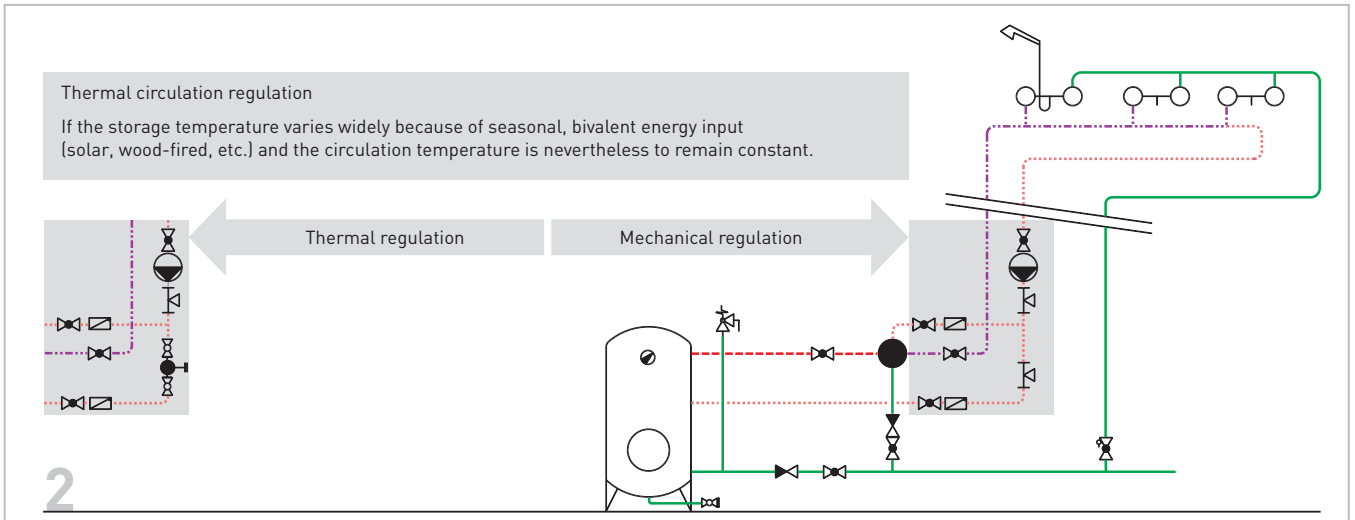 Thermal circulation regulation
If the storage temperature varies widely because of seasonal, bivalent energy input
(solar, wood-fired, etc.) and the circulation temperature is nevertheless to remain constant.
Thermal regulation
Mechanical regulation
2